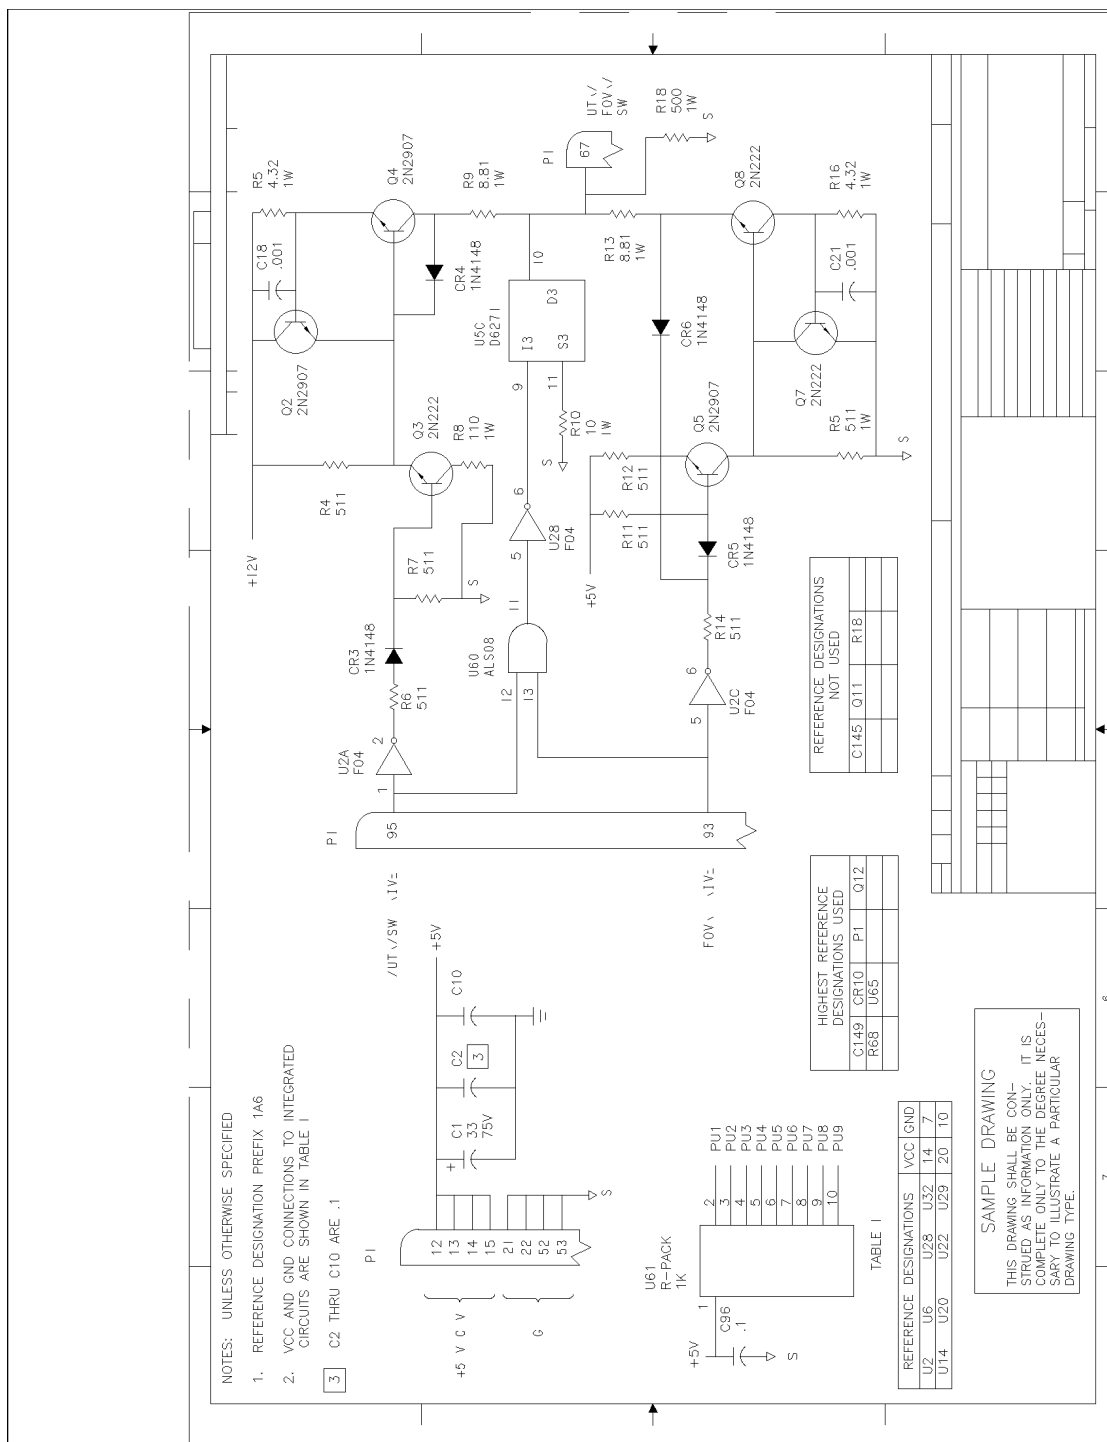 NOTES: UNLESS OTHERWISE SPECIFIED
1. REFERENCE DESIGNATION PREFIX 1A6
2. VCC AND GND CONNECTIONS TO INTEGRATED
CIRCUITS ARE SHOWN IN TABLE I
3 C2 THRU C10 ARE .1
P1
+5 V C V
12
13
14
15
G
21
22
52
53
S
+
C1
33
75V
C2
3
C10
+5V
U61
R-PACK
1K
+5V
1
C96
.1
S
2 PU1
3 PU2
4 PU3
5 PU4
6 PU5
7 PU6
8 PU7
9 PU8
10 PU9
TABLE I
REFERENCE DESIGNATIONS VCC GND
U2 U6 U28 U32 14 7
U14 U20 U22 U29 20 10
SAMPLE DRAWING
THIS DRAWING SHALL BE CON-
STRUED AS INFORMATION ONLY. IT IS
COMPLETE ONLY TO THE DEGREE NECES-
SARY TO ILLUSTRATE A PARTICULAR
DRAWING TYPE.
HIGHEST REFERENCE
DESIGNATIONS USED
C149 CR10 P1 Q12
R68 U65
REFERENCE DESIGNATIONS
NOT USED
C145 Q11 R18
P1
/UT\/SW \IV=
95
FOV\ \IV=
93
1
U2A
F04
2
R6
511
CR3
1N4148
R7
511
S
+12V
R4
511
Q3
2N222
R8
110
1W
Q2
2N2907
C18
.001
R5
4.32
1W
Q4
2N2907
CR4
1N4148
R9
8.81
1W
12
13
U60
ALS08
11
5
U28
F04
6
9
I3
U5C
D6271
D3
S3
10
11
R10
10
1W
S
P1
67
UT\/
FOV\/
SW
R18
500
1W
S
R13
8.81
1W
5
U2C
F04
6
R14
511
CR5
1N4148
+5V
R11
511
R12
511
Q5
2N2907
CR6
1N4148
Q7
2N222
Q8
2N222
C21
.001
R16
4.32
1W
R5
511
1W
S
7